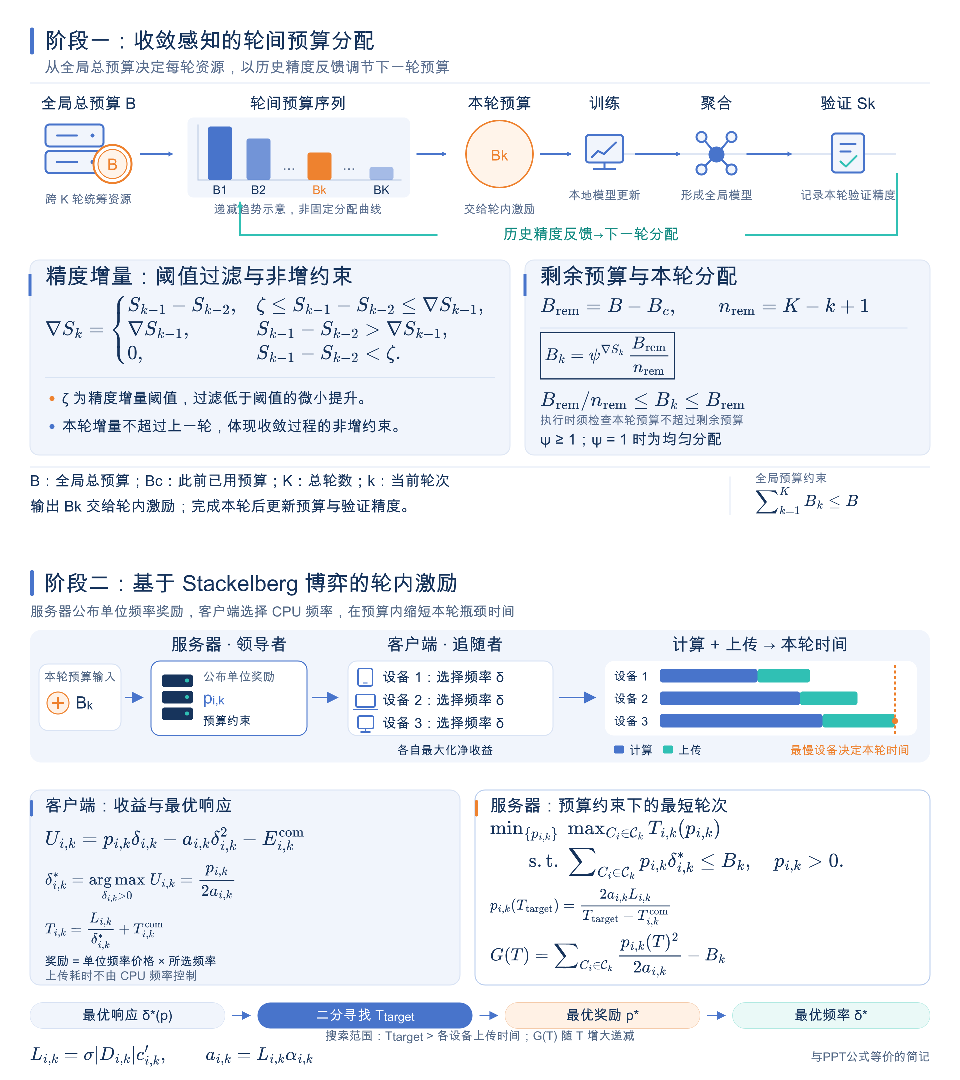 阶段一：收敛感知的轮间预算分配
从全局总预算决定每轮资源，以历史精度反馈调节下一轮预算
全局总预算 B
轮间预算序列
本轮预算
训练
聚合
验证 Sk
B
B1 B2 … Bk … BK
Bk
跨 K 轮统筹资源
递减趋势示意，非固定分配曲线
交给轮内激励
本地模型更新
形成全局模型
记录本轮验证精度
历史精度反馈→下一轮分配
精度增量：阈值过滤与非增约束
∇S_k = { S_{k−1} − S_{k−2}, ζ ≤ S_{k−1} − S_{k−2} ≤ ∇S_{k−1},
∇S_{k−1}, S_{k−1} − S_{k−2} > ∇S_{k−1},
0, S_{k−1} − S_{k−2} < ζ.
• ζ 为精度增量阈值，过滤低于阈值的微小提升。
• 本轮增量不超过上一轮，体现收敛过程的非增约束。
剩余预算与本轮分配
B_rem = B − B_c, n_rem = K − k + 1
B_k = ψ^{∇S_k} B_rem / n_rem
B_rem/n_rem ≤ B_k ≤ B_rem
执行时须检查本轮预算不超过剩余预算
ψ ≥ 1；ψ = 1 时为均匀分配
B：全局总预算；Bc：此前已用预算；K：总轮数；k：当前轮次
输出 Bk 交给轮内激励；完成本轮后更新预算与验证精度。
全局预算约束
∑_{k=1}^{K} B_k ≤ B
阶段二：基于 Stackelberg 博弈的轮内激励
服务器公布单位频率奖励，客户端选择 CPU 频率，在预算内缩短本轮瓶颈时间
服务器 · 领导者
客户端 · 追随者
计算 + 上传 → 本轮时间
本轮预算输入
Bk
公布单位奖励
pi,k
预算约束
设备 1：选择频率 δ
设备 2：选择频率 δ
设备 3：选择频率 δ
各自最大化净收益
设备 1
设备 2
设备 3
计算 上传
最慢设备决定本轮时间
客户端：收益与最优响应
U_{i,k} = p_{i,k}δ_{i,k} − a_{i,k}δ_{i,k}^2 − E_{i,k}^{com}
δ_{i,k}^* = arg max_{δ_{i,k}>0} U_{i,k} = p_{i,k} / 2a_{i,k}
T_{i,k} = L_{i,k} / δ_{i,k}^* + T_{i,k}^{com}
奖励 = 单位频率价格 × 所选频率
上传耗时不由 CPU 频率控制
服务器：预算约束下的最短轮次
min_{{p_{i,k}}} max_{C_i∈𝒞_k} T_{i,k}(p_{i,k})
s.t. ∑_{C_i∈𝒞_k} p_{i,k}δ_{i,k}^* ≤ B_k, p_{i,k} > 0.
p_{i,k}(T_target) = 2a_{i,k}L_{i,k} / (T_target − T_{i,k}^{com})
G(T) = ∑_{C_i∈𝒞_k} p_{i,k}(T)^2 / 2a_{i,k} − B_k
最优响应 δ*(p)
二分寻找 Ttarget
最优奖励 p*
最优频率 δ*
搜索范围：Ttarget > 各设备上传时间；G(T) 随 T 增大递减
L_{i,k} = σ|D_{i,k}|c'_{i,k}, a_{i,k} = L_{i,k}α_{i,k}
与PPT公式等价的简记